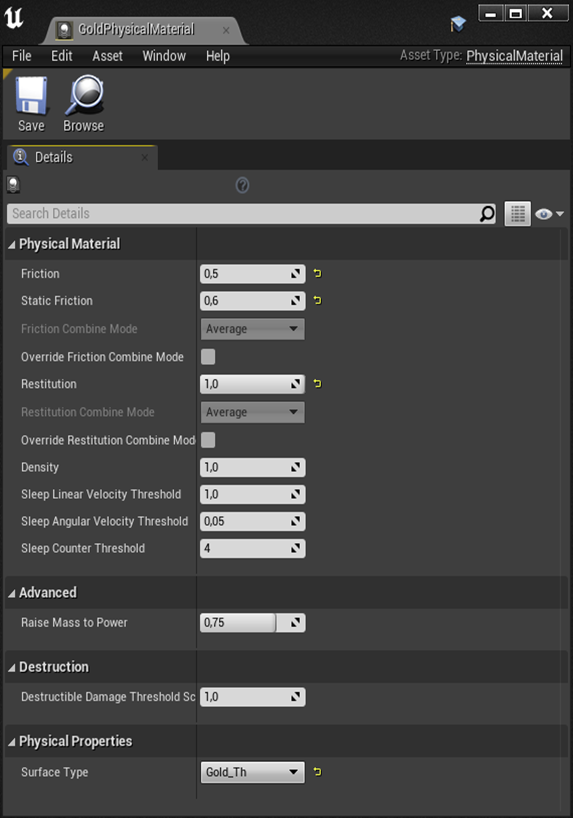 GoldPhysicalMaterial
File Edit Asset Window Help Asset Type: PhysicalMaterial
Save Browse
Details
Search Details
Physical Material
Friction 0,5
Static Friction 0,6
Friction Combine Mode Average
Override Friction Combine Mode
Restitution 1,0
Restitution Combine Mode Average
Override Restitution Combine Mod
Density 1,0
Sleep Linear Velocity Threshold 1,0
Sleep Angular Velocity Threshold 0,05
Sleep Counter Threshold 4
Advanced
Raise Mass to Power 0,75
Destruction
Destructible Damage Threshold Sc 1,0
Physical Properties
Surface Type Gold_Th